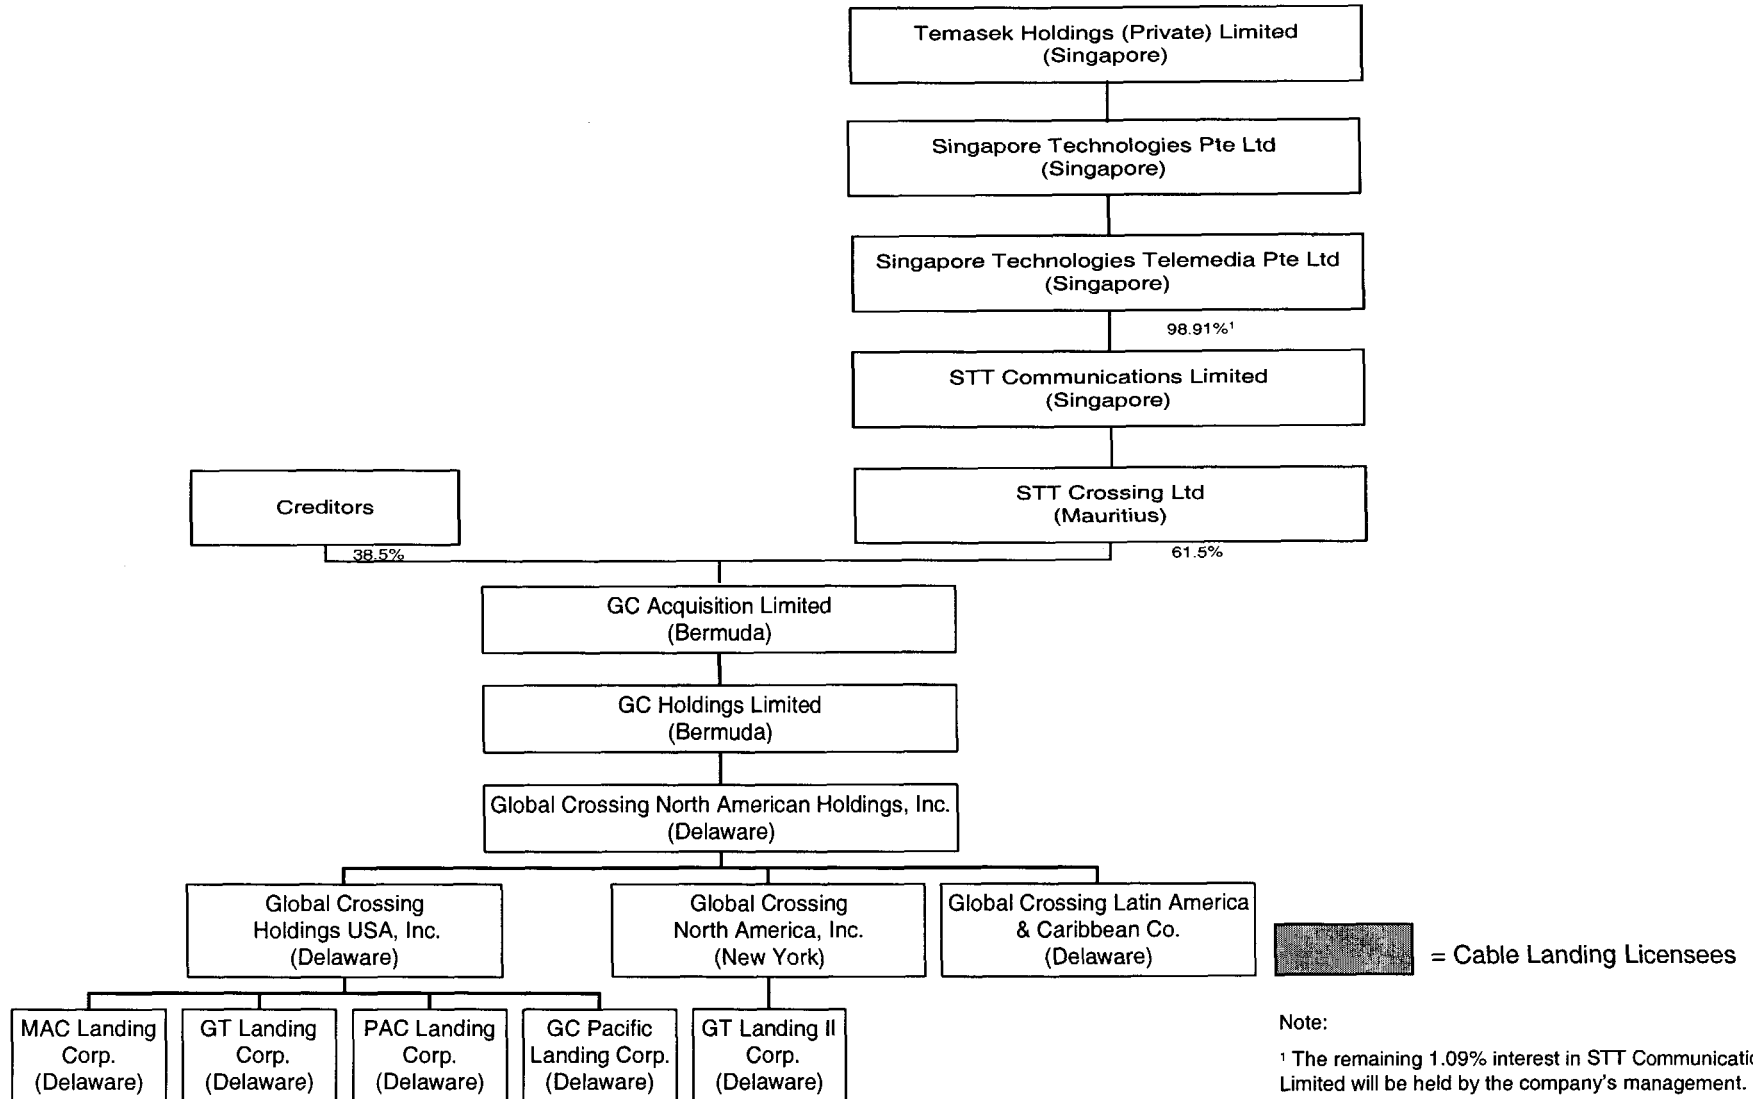 Temasek Holdings (Private) Limited
(Singapore)
Singapore Technologies Pte Ltd
(Singapore)
Singapore Technologies Telemedia Pte Ltd
(Singapore)
98.91%¹
STT Communications Limited
(Singapore)
Creditors
STT Crossing Ltd
(Mauritius)
38.5%
61.5%
GC Acquisition Limited
(Bermuda)
GC Holdings Limited
(Bermuda)
Global Crossing North American Holdings, Inc.
(Delaware)
Global Crossing
Holdings USA, Inc.
(Delaware)
Global Crossing
North America, Inc.
(New York)
Global Crossing Latin America
& Caribbean Co.
(Delaware)
= Cable Landing Licensees
MAC Landing
Corp.
(Delaware)
GT Landing
Corp.
(Delaware)
PAC Landing
Corp.
(Delaware)
GC Pacific
Landing Corp.
(Delaware)
GT Landing II
Corp.
(Delaware)
Note:
¹ The remaining 1.09% interest in STT Communicatio
Limited will be held by the company's management.